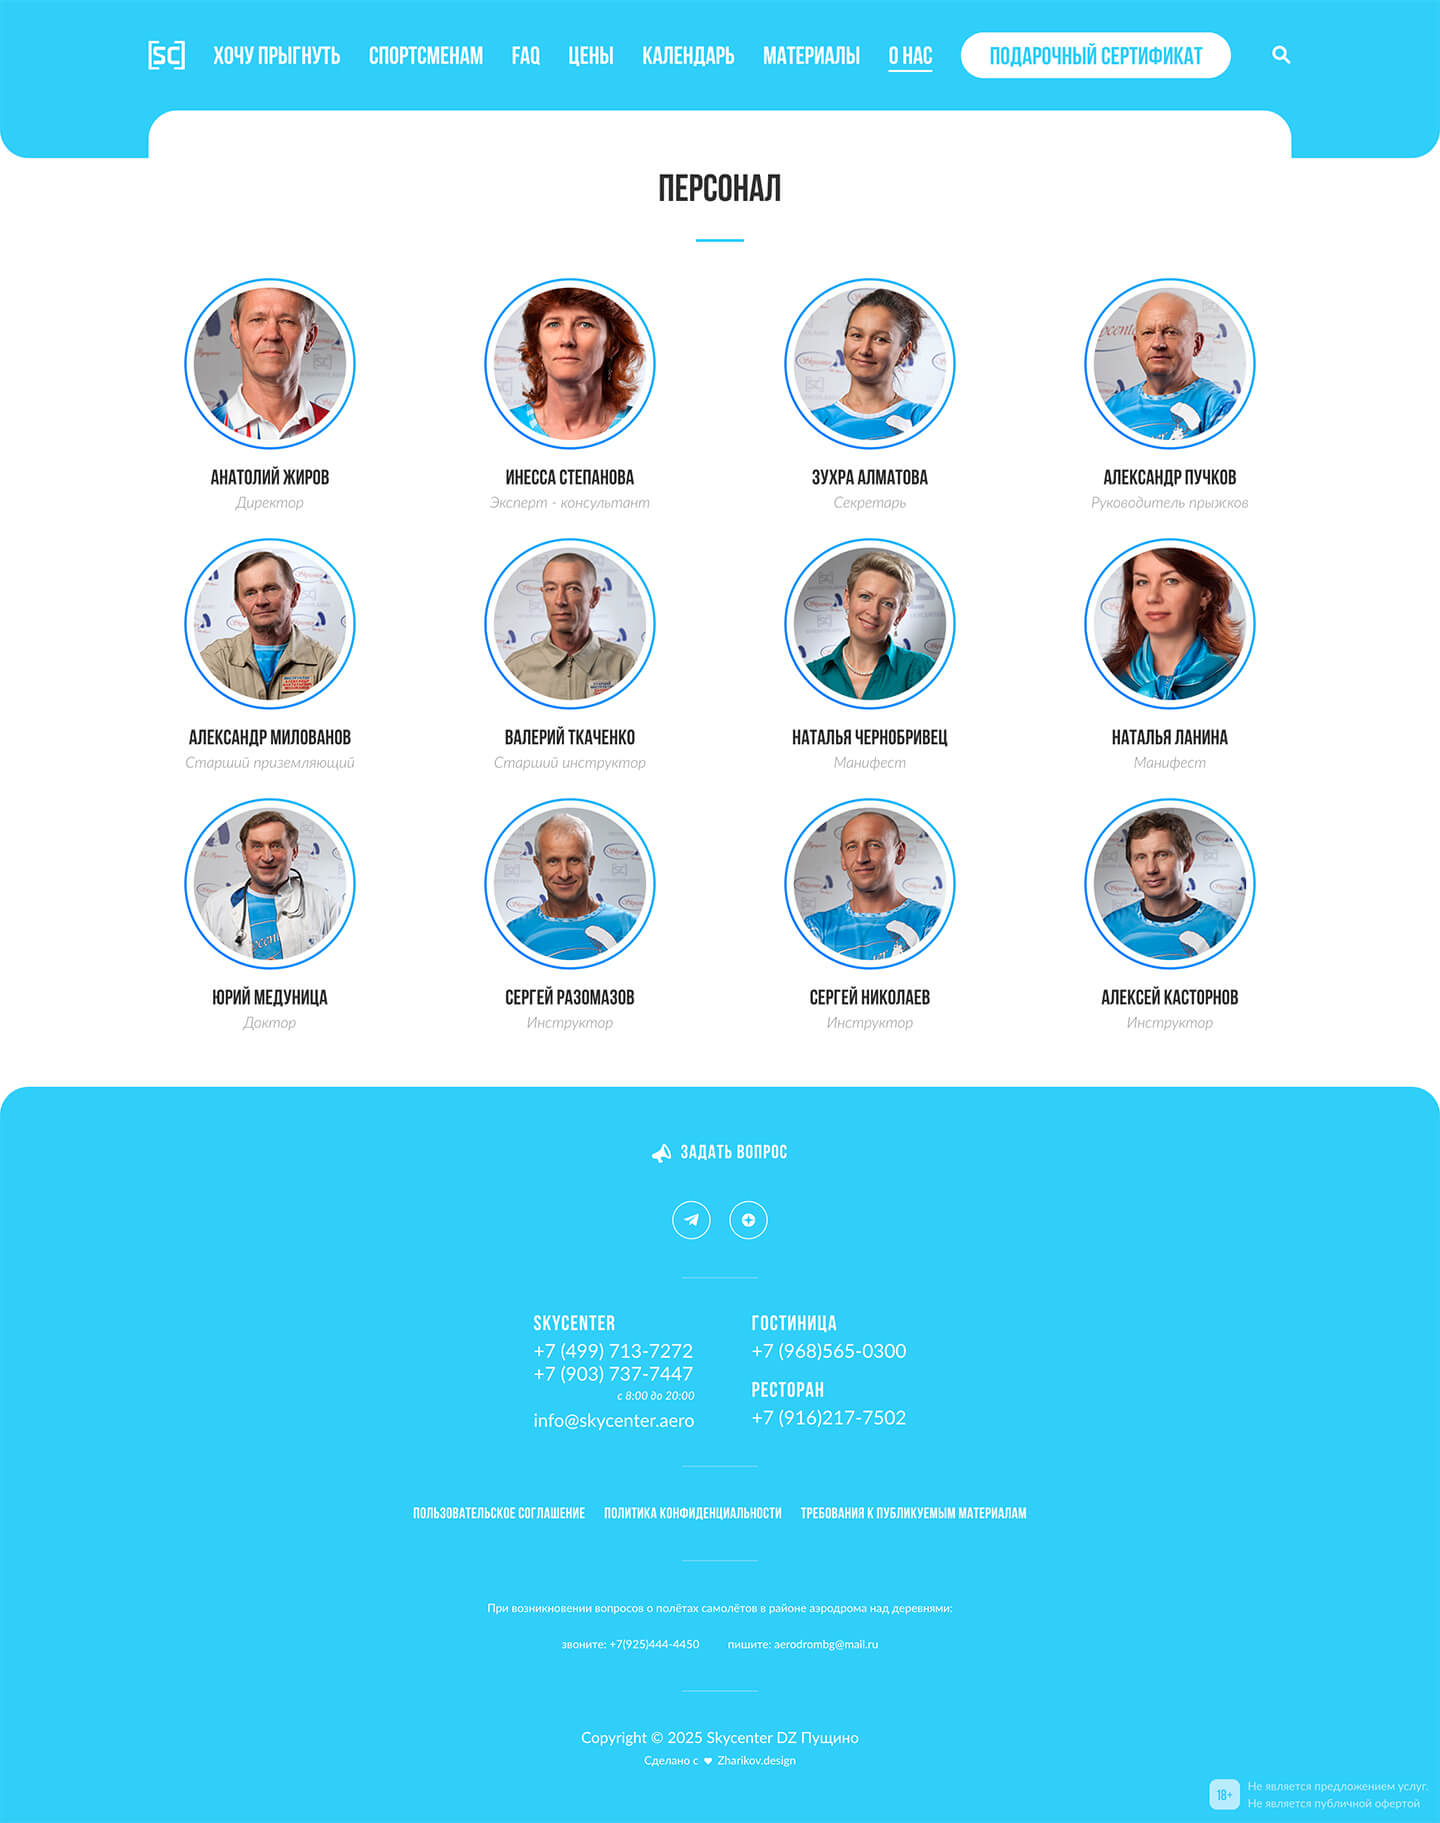 [SC] ХОЧУ ПРЫГНУТЬ СПОРТСМЕНАМ FAQ ЦЕНЫ КАЛЕНДАРЬ МАТЕРИАЛЫ О НАС ПОДАРОЧНЫЙ СЕРТИФИКАТ
ПЕРСОНАЛ
АНАТОЛИЙ ЖИРОВ
Директор
ИНЕССА СТЕПАНОВА
Эксперт - консультант
ЗУХРА АЛМАТОВА
Секретарь
АЛЕКСАНДР ПУЧКОВ
Руководитель прыжков
АЛЕКСАНДР МИЛОВАНОВ
Старший приземляющий
ВАЛЕРИЙ ТКАЧЕНКО
Старший инструктор
НАТАЛЬЯ ЧЕРНОБРИВЕЦ
Манифест
НАТАЛЬЯ ЛАНИНА
Манифест
ЮРИЙ МЕДУНИЦА
Доктор
СЕРГЕЙ РАЗОМАЗОВ
Инструктор
СЕРГЕЙ НИКОЛАЕВ
Инструктор
АЛЕКСЕЙ КАСТОРНОВ
Инструктор
ЗАДАТЬ ВОПРОС
SKYCENTER
+7 (499) 713-7272
+7 (903) 737-7447
с 8:00 до 20:00
info@skycenter.aero
ГОСТИНИЦА
+7 (968)565-0300
РЕСТОРАН
+7 (916)217-7502
ПОЛЬЗОВАТЕЛЬСКОЕ СОГЛАШЕНИЕ ПОЛИТИКА КОНФИДЕНЦИАЛЬНОСТИ ТРЕБОВАНИЯ К ПУБЛИКУЕМЫМ МАТЕРИАЛАМ
При возникновении вопросов о полётах самолётов в районе аэродрома над деревнями:
звоните: +7(925)444-4450 пишите: aerodrombg@mail.ru
Copyright © 2025 Skycenter DZ Пущино
Сделано с ❤ Zharikov.design
18+
Не является предложением услуг.
Не является публичной офертой